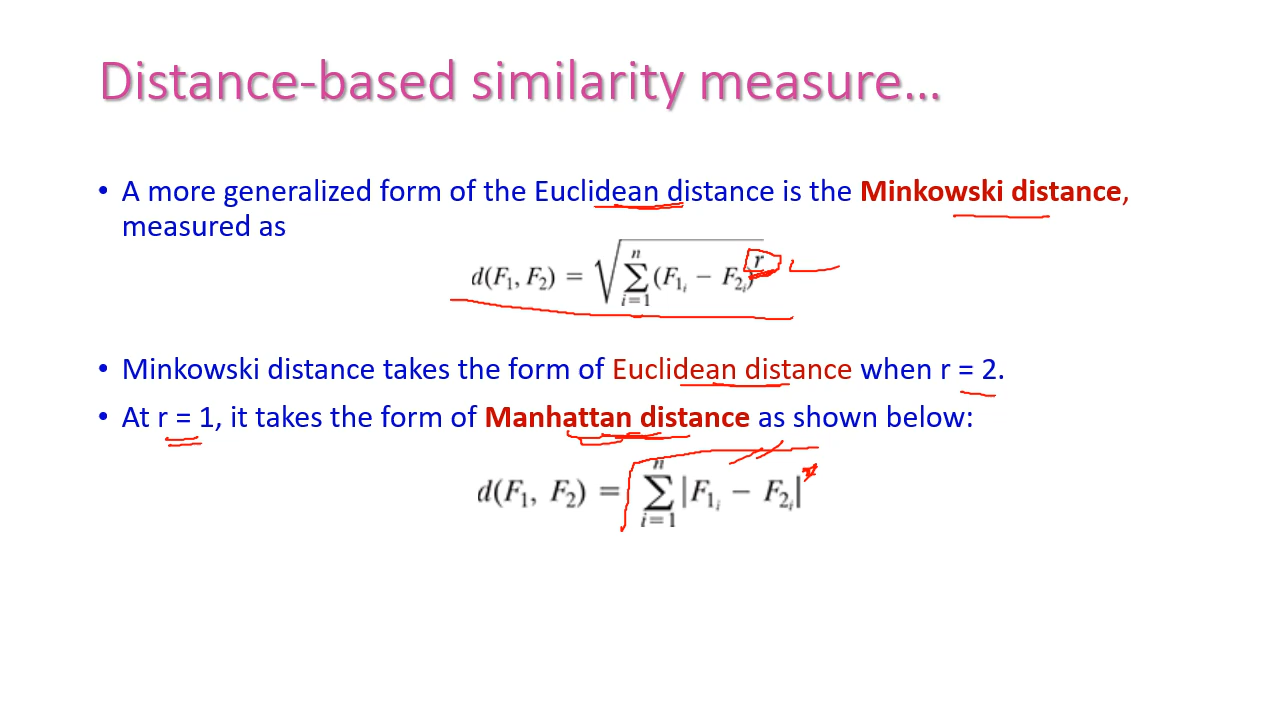 Distance-based similarity measure...
• A more generalized form of the Euclidean distance is the Minkowski distance,
measured as
d(F₁, F₂) = √∑ⁿᵢ₌₁ (F₁ᵢ − F₂ᵢ)ʳ
• Minkowski distance takes the form of Euclidean distance when r = 2.
• At r = 1, it takes the form of Manhattan distance as shown below:
d(F₁, F₂) = ∑ⁿᵢ₌₁ |F₁ᵢ − F₂ᵢ|